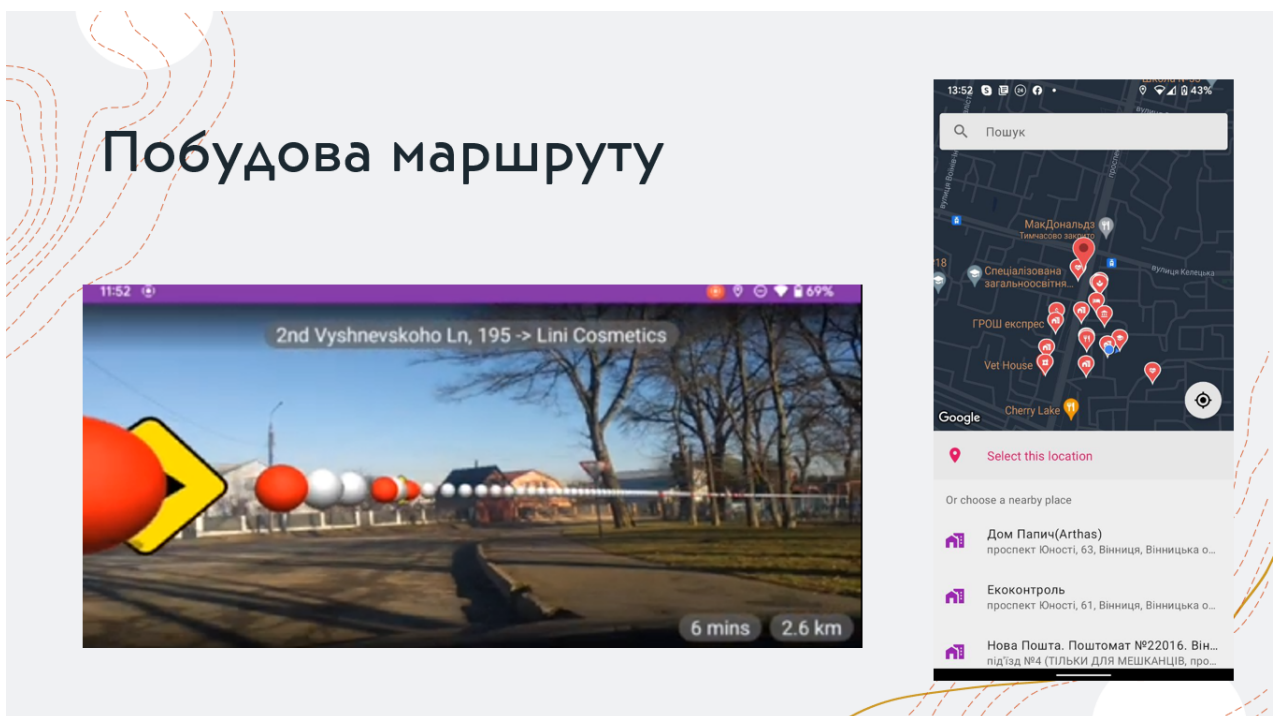 Побудова маршруту
11:52
69%
2nd Vyshnevskoho Ln, 195 -> Lini Cosmetics
6 mins
2.6 km
13:52
43%
Пошук
МакДональдз
Тимчасово закрито
18
Спеціалізована
загальноосвітня...
вулиця Келецька
ГРОШ експрес
Vet House
Cherry Lake
Google
Select this location
Or choose a nearby place
Дом Папич(Arthas)
проспект Юності, 63, Вінниця, Вінницька о...
Екоконтроль
проспект Юності, 61, Вінниця, Вінницька о...
Нова Пошта. Поштомат №22016. Він...
під'їзд №4 (ТІЛЬКИ ДЛЯ МЕШКАНЦІВ, про...